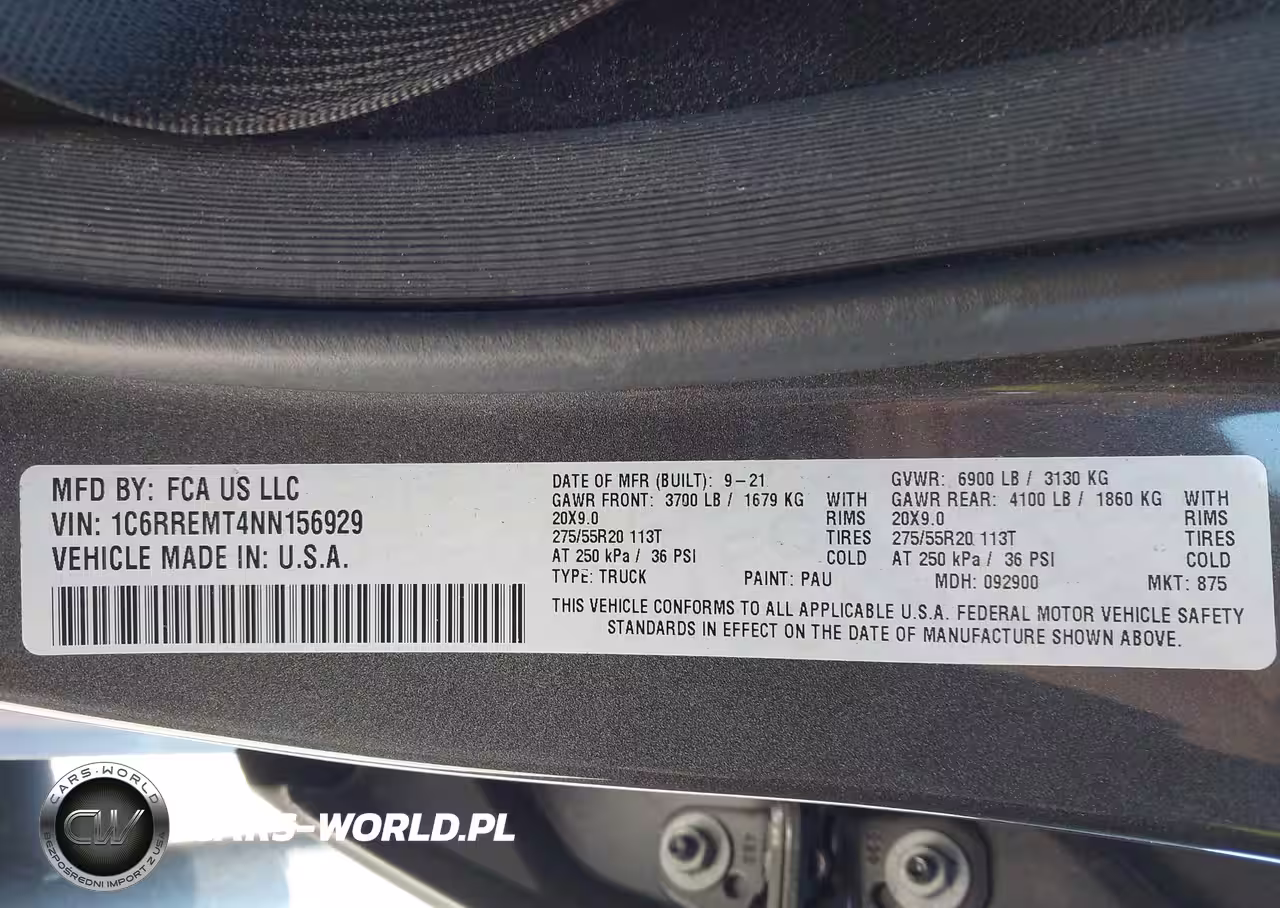 MFD BY: FCA US LLC
VIN: 1C6RREMT4NN156929
VEHICLE MADE IN: U.S.A.
DATE OF MFR (BUILT): 9-21 GVWR: 6900 LB / 3130 KG
GAWR FRONT: 3700 LB / 1679 KG WITH GAWR REAR: 4100 LB / 1860 KG WITH
20X9.0 RIMS 20X9.0 RIMS
275/55R20 113T TIRES 275/55R20 113T TIRES
AT 250 kPa / 36 PSI COLD AT 250 kPa / 36 PSI COLD
TYPE: TRUCK PAINT: PAU MDH: 092900 MKT: 875
THIS VEHICLE CONFORMS TO ALL APPLICABLE U.S.A. FEDERAL MOTOR VEHICLE SAFETY
STANDARDS IN EFFECT ON THE DATE OF MANUFACTURE SHOWN ABOVE.
CARS-WORLD
CW
BEZPOŚREDNI IMPORT Z USA
CARS-WORLD.PL